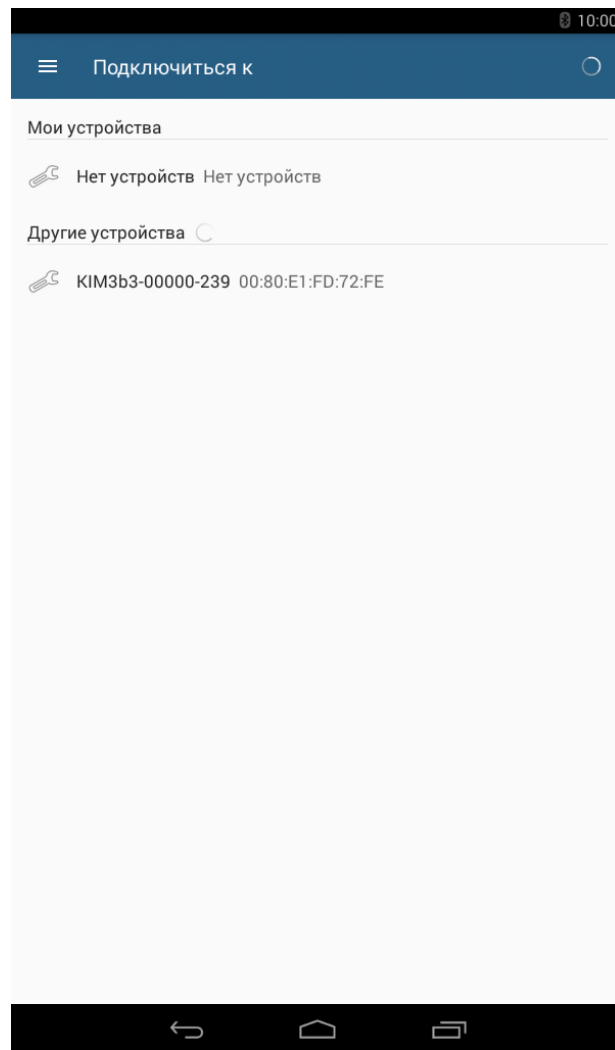 10:00
Подключиться к
Мои устройства
Нет устройств Нет устройств
Другие устройства
KIM3b3-00000-239 00:80:E1:FD:72:FE